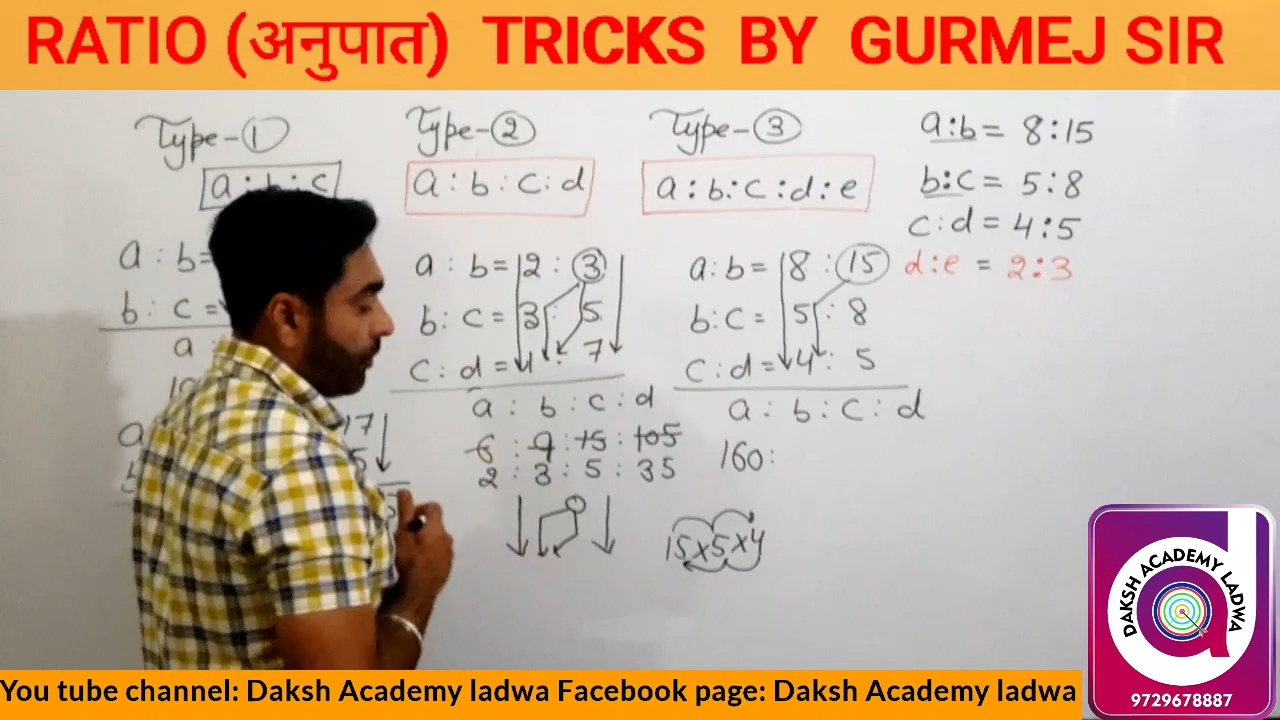 RATIO (अनुपात) TRICKS BY GURMEJ SIR
Type-①
a : b : c
a : b=
b : c =
a
17
Type-②
a : b : c : d
a : b= 2 : 3
b : c = 3 : 5
c : d = 4 : 7
a : b : c : d
6 : 9 : 15 : 105
2 : 3 : 5 : 35
Type-③
a : b : c : d : e
a:b= 8 : 15
b:c= 5 : 8
c:d= 4 : 5
a : b : c : d
160:
15×5×4
a:b= 8:15
b:c= 5:8
c:d= 4:5
d:e = 2:3
DAKSH ACADEMY LADWA
9729678887
You tube channel: Daksh Academy ladwa Facebook page: Daksh Academy ladwa